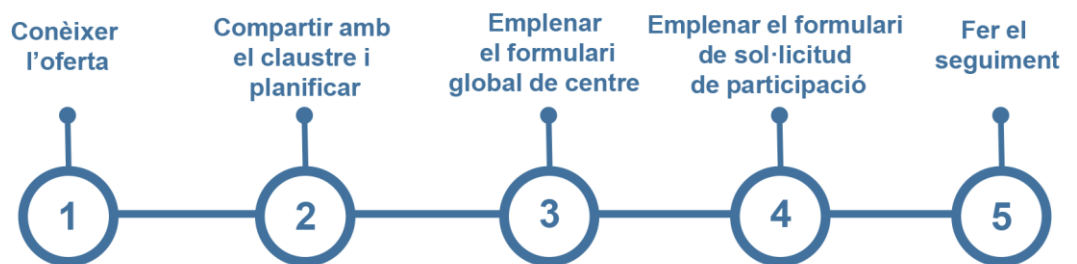 Conèixer
l’oferta
Compartir amb
el claustre i
planificar
Emplenar
el formulari
global de centre
Emplenar el formulari
de sol·licitud
de participació
Fer el
seguiment
1
2
3
4
5